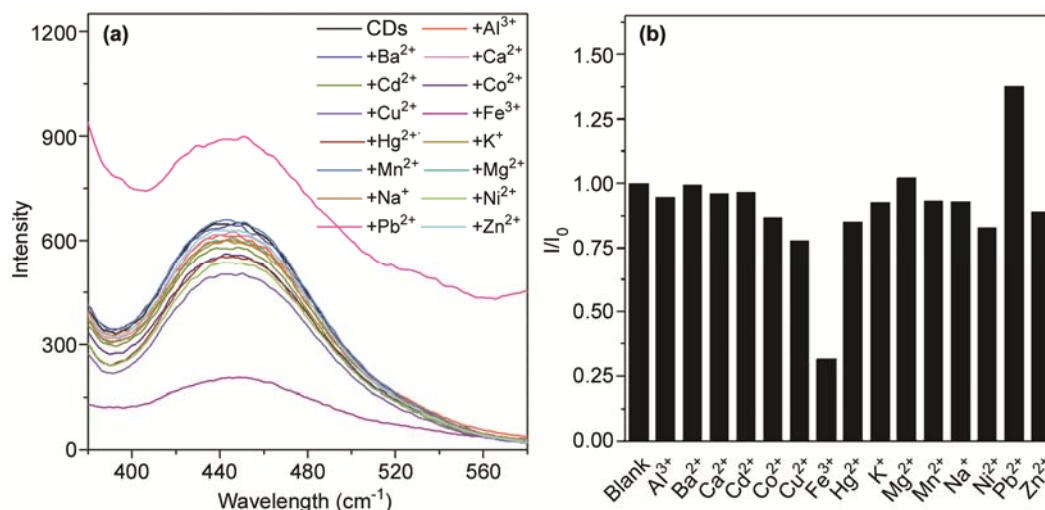 (a)
1200
900
600
300
0
Intensity
CDs +Al³⁺
+Ba²⁺ +Ca²⁺
+Cd²⁺ +Co²⁺
+Cu²⁺ +Fe³⁺
+Hg²⁺ +K⁺
+Mn²⁺ +Mg²⁺
+Na⁺ +Ni²⁺
+Pb²⁺ +Zn²⁺
400 440 480 520 560
Wavelength (cm⁻¹)
(b)
1.50
1.25
1.00
0.75
0.50
0.25
0.00
I/I₀
Blank
Al³⁺
Ba²⁺
Ca²⁺
Cd²⁺
Co²⁺
Cu²⁺
Fe³⁺
Hg²⁺
K⁺
Mg²⁺
Mn²⁺
Na⁺
Ni²⁺
Pb²⁺
Zn²⁺